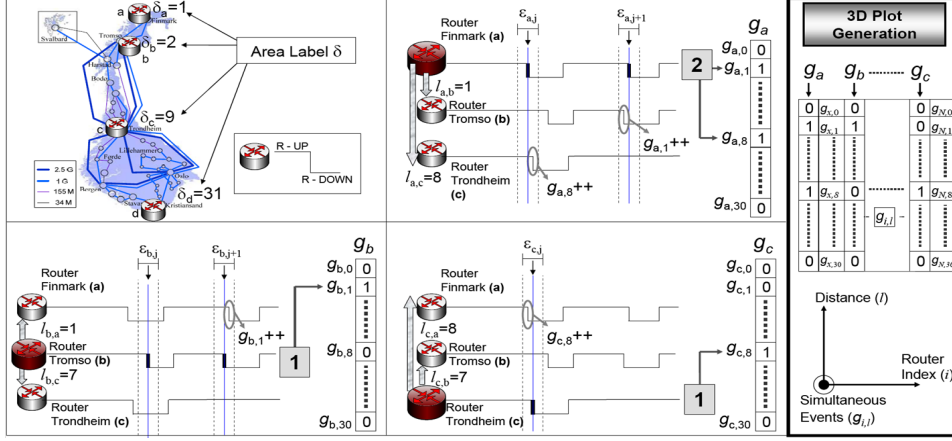 a
δa=1
Finmark
Svalbard
Tromso
δb=2
b
Harstad
Bodø
Area Label δ
c
δc=9
Trondheim
Lillehammer
Førde
Oslo
Bergen
Stava
δd=31
d
Kristiansand
2.5 G
1 G
155 M
34 M
R - UP
R - DOWN
Router
Finmark (a)
εa,j
εa,j+1
ga
ga,0 0
2
ga,1 1
la,b=1
Router
Tromso (b)
ga,1++
ga,8 1
la,c=8
Router
Trondheim
(c)
ga,8++
ga,30 0
εb,j
εb,j+1
gb
gb,0 0
gb,1 1
Router
Finmark (a)
lb,a=1
gb,1++
1
Router
Tromso (b)
gb,8 0
lb,c=7
Router
Trondheim (c)
gb,30 0
εc,j
gc
gc,0 0
gc,1 0
Router
Finmark (a)
lc,a=8
gc,8++
Router
Tromso (b)
gc,8 1
lc,b=7
1
Router
Trondheim (c)
gc,30 0
3D Plot
Generation
ga gb gc
0 gx,0 0 0 gN,0
1 gx,1 1 0 gN,1
1 gx,8 0 1 gN,8
gi,l
0 gx,30 0 0 gN,30
Distance (l)
Router
Index (i)
Simultaneous
Events (gi,l)